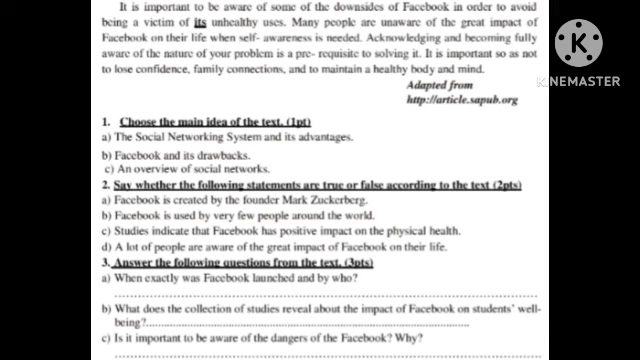 It is important to be aware of some of the downsides of Facebook in order to avoid
being a victim of its unhealthy uses. Many people are unaware of the great impact of
Facebook on their life when self- awareness is needed. Acknowledging and becoming fully
aware of the nature of your problem is a pre- requisite to solving it. It is important so as not
to lose confidence, family connections, and to maintain a healthy body and mind.
Adapted from
http://article.sapub.org
KINEMASTER
1. Choose the main idea of the text. (1pt)
a) The Social Networking System and its advantages.
b) Facebook and its drawbacks.
c) An overview of social networks.
2. Say whether the following statements are true or false according to the text (2pts)
a) Facebook is created by the founder Mark Zuckerberg.
b) Facebook is used by very few people around the world.
c) Studies indicate that Facebook has positive impact on the physical health.
d) A lot of people are aware of the great impact of Facebook on their life.
3. Answer the following questions from the text. (3pts)
a) When exactly was Facebook launched and by who?
b) What does the collection of studies reveal about the impact of Facebook on students' well-
being?
c) Is it important to be aware of the dangers of the Facebook? Why?